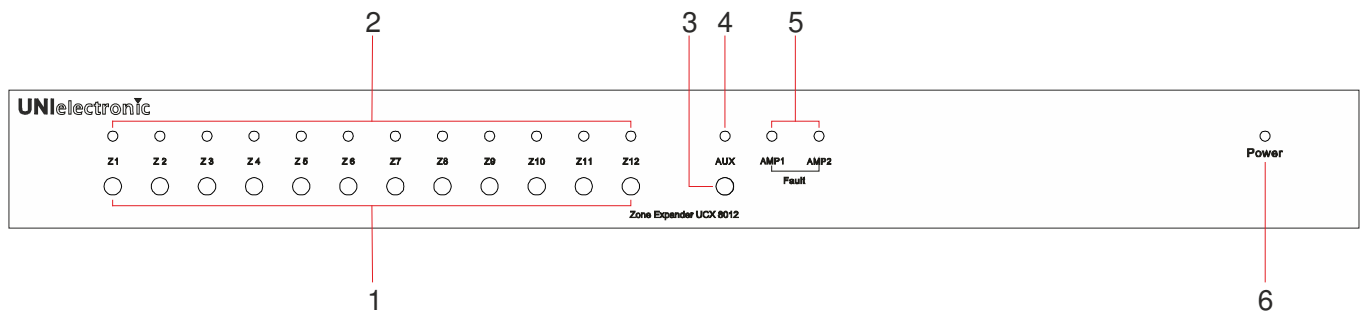 2 3 4 5
UNIelectronic
Z1 Z2 Z3 Z4 Z5 Z6 Z7 Z8 Z9 Z10 Z11 Z12 AUX AMP1 AMP2 Power
Fault
Zone Expander UCX 8012
1 6